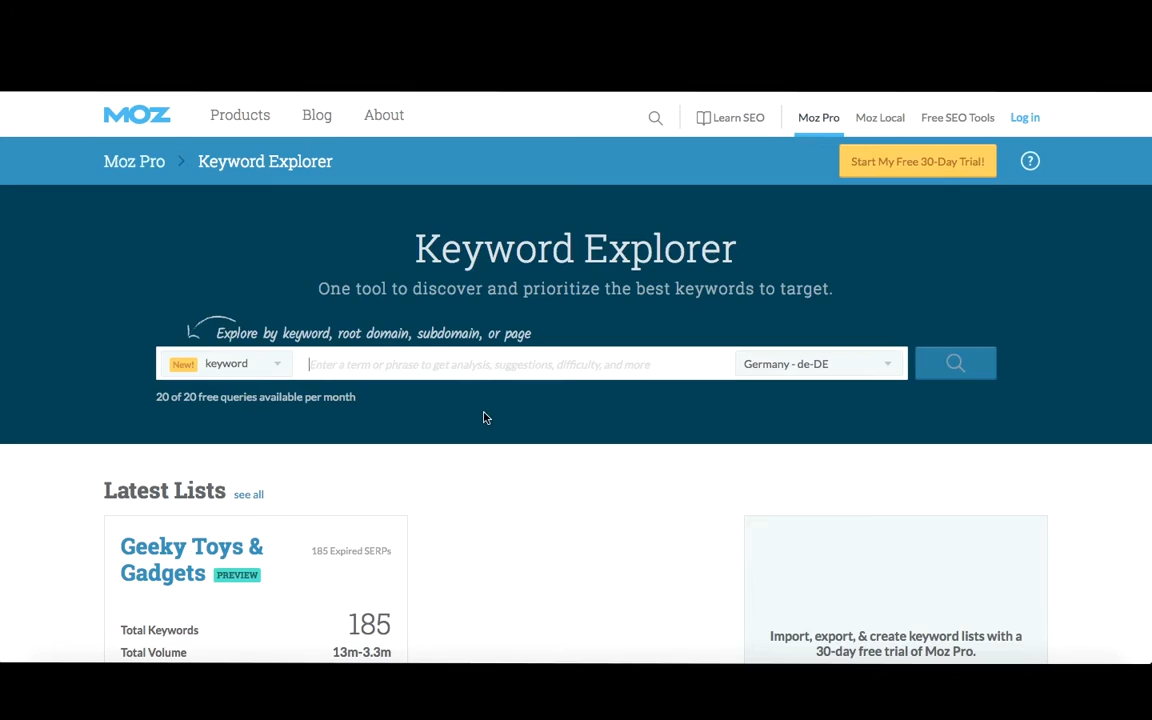 MOZ Products Blog About Learn SEO Moz Pro Moz Local Free SEO Tools Log in
Moz Pro > Keyword Explorer Start My Free 30-Day Trial! ?
Keyword Explorer
One tool to discover and prioritize the best keywords to target.
Explore by keyword, root domain, subdomain, or page
New! keyword Enter a term or phrase to get analysis, suggestions, difficulty, and more Germany - de-DE
20 of 20 free queries available per month
Latest Lists see all
Geeky Toys &
Gadgets PREVIEW
185 Expired SERPs
Total Keywords 185
Total Volume 13m-3.3m
Import, export, & create keyword lists with a
30-day free trial of Moz Pro.